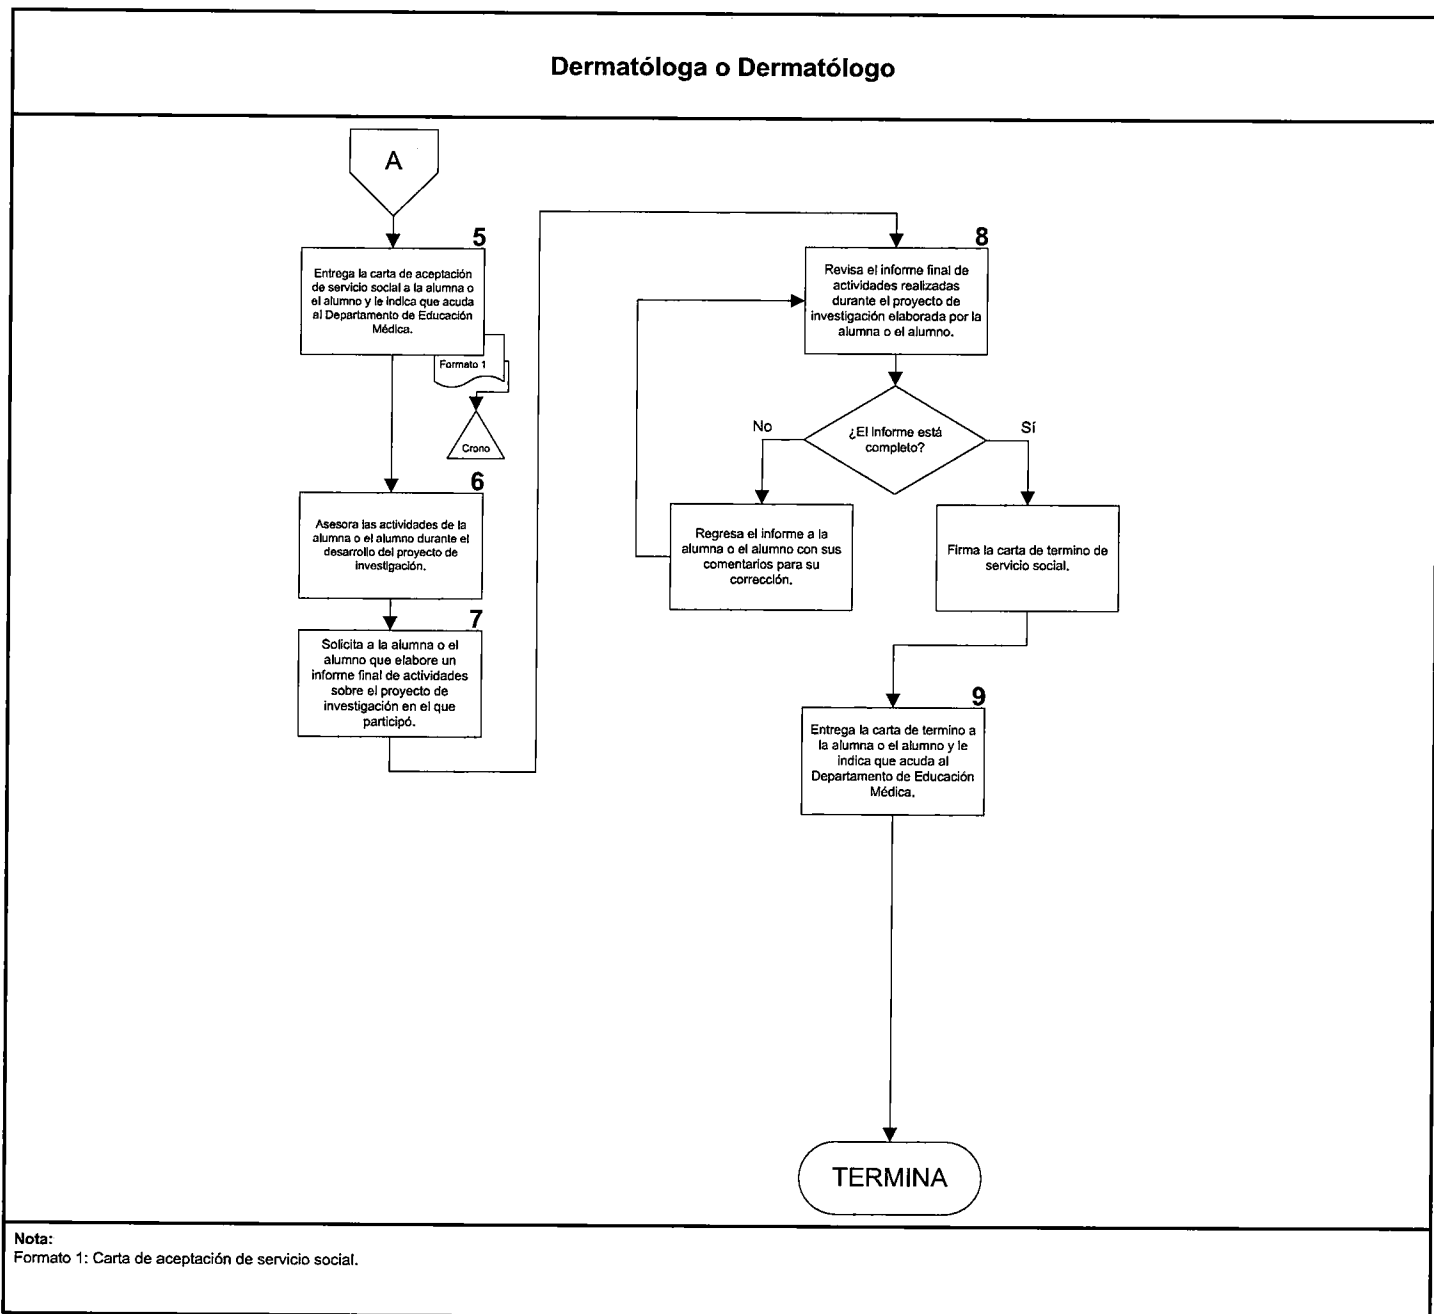 Dermatóloga o Dermatólogo
A
5
Entrega la carta de aceptación
de servicio social a la alumna o
el alumno y le indica que acuda
al Departamento de Educación
Médica.
Formato 1
Crono
6
Asesora las actividades de la
alumna o el alumno durante el
desarrollo del proyecto de
investigación.
7
Solicita a la alumna o el
alumno que elabore un
informe final de actividades
sobre el proyecto de
investigación en el que
participó.
8
Revisa el informe final de
actividades realizadas
durante el proyecto de
investigación elaborada por la
alumna o el alumno.
¿El informe está
completo?
No
Sí
Regresa el informe a la
alumna o el alumno con sus
comentarios para su
corrección.
Firma la carta de termino de
servicio social.
9
Entrega la carta de termino a
la alumna o el alumno y le
indica que acuda al
Departamento de Educación
Médica.
TERMINA
Nota:
Formato 1: Carta de aceptación de servicio social.